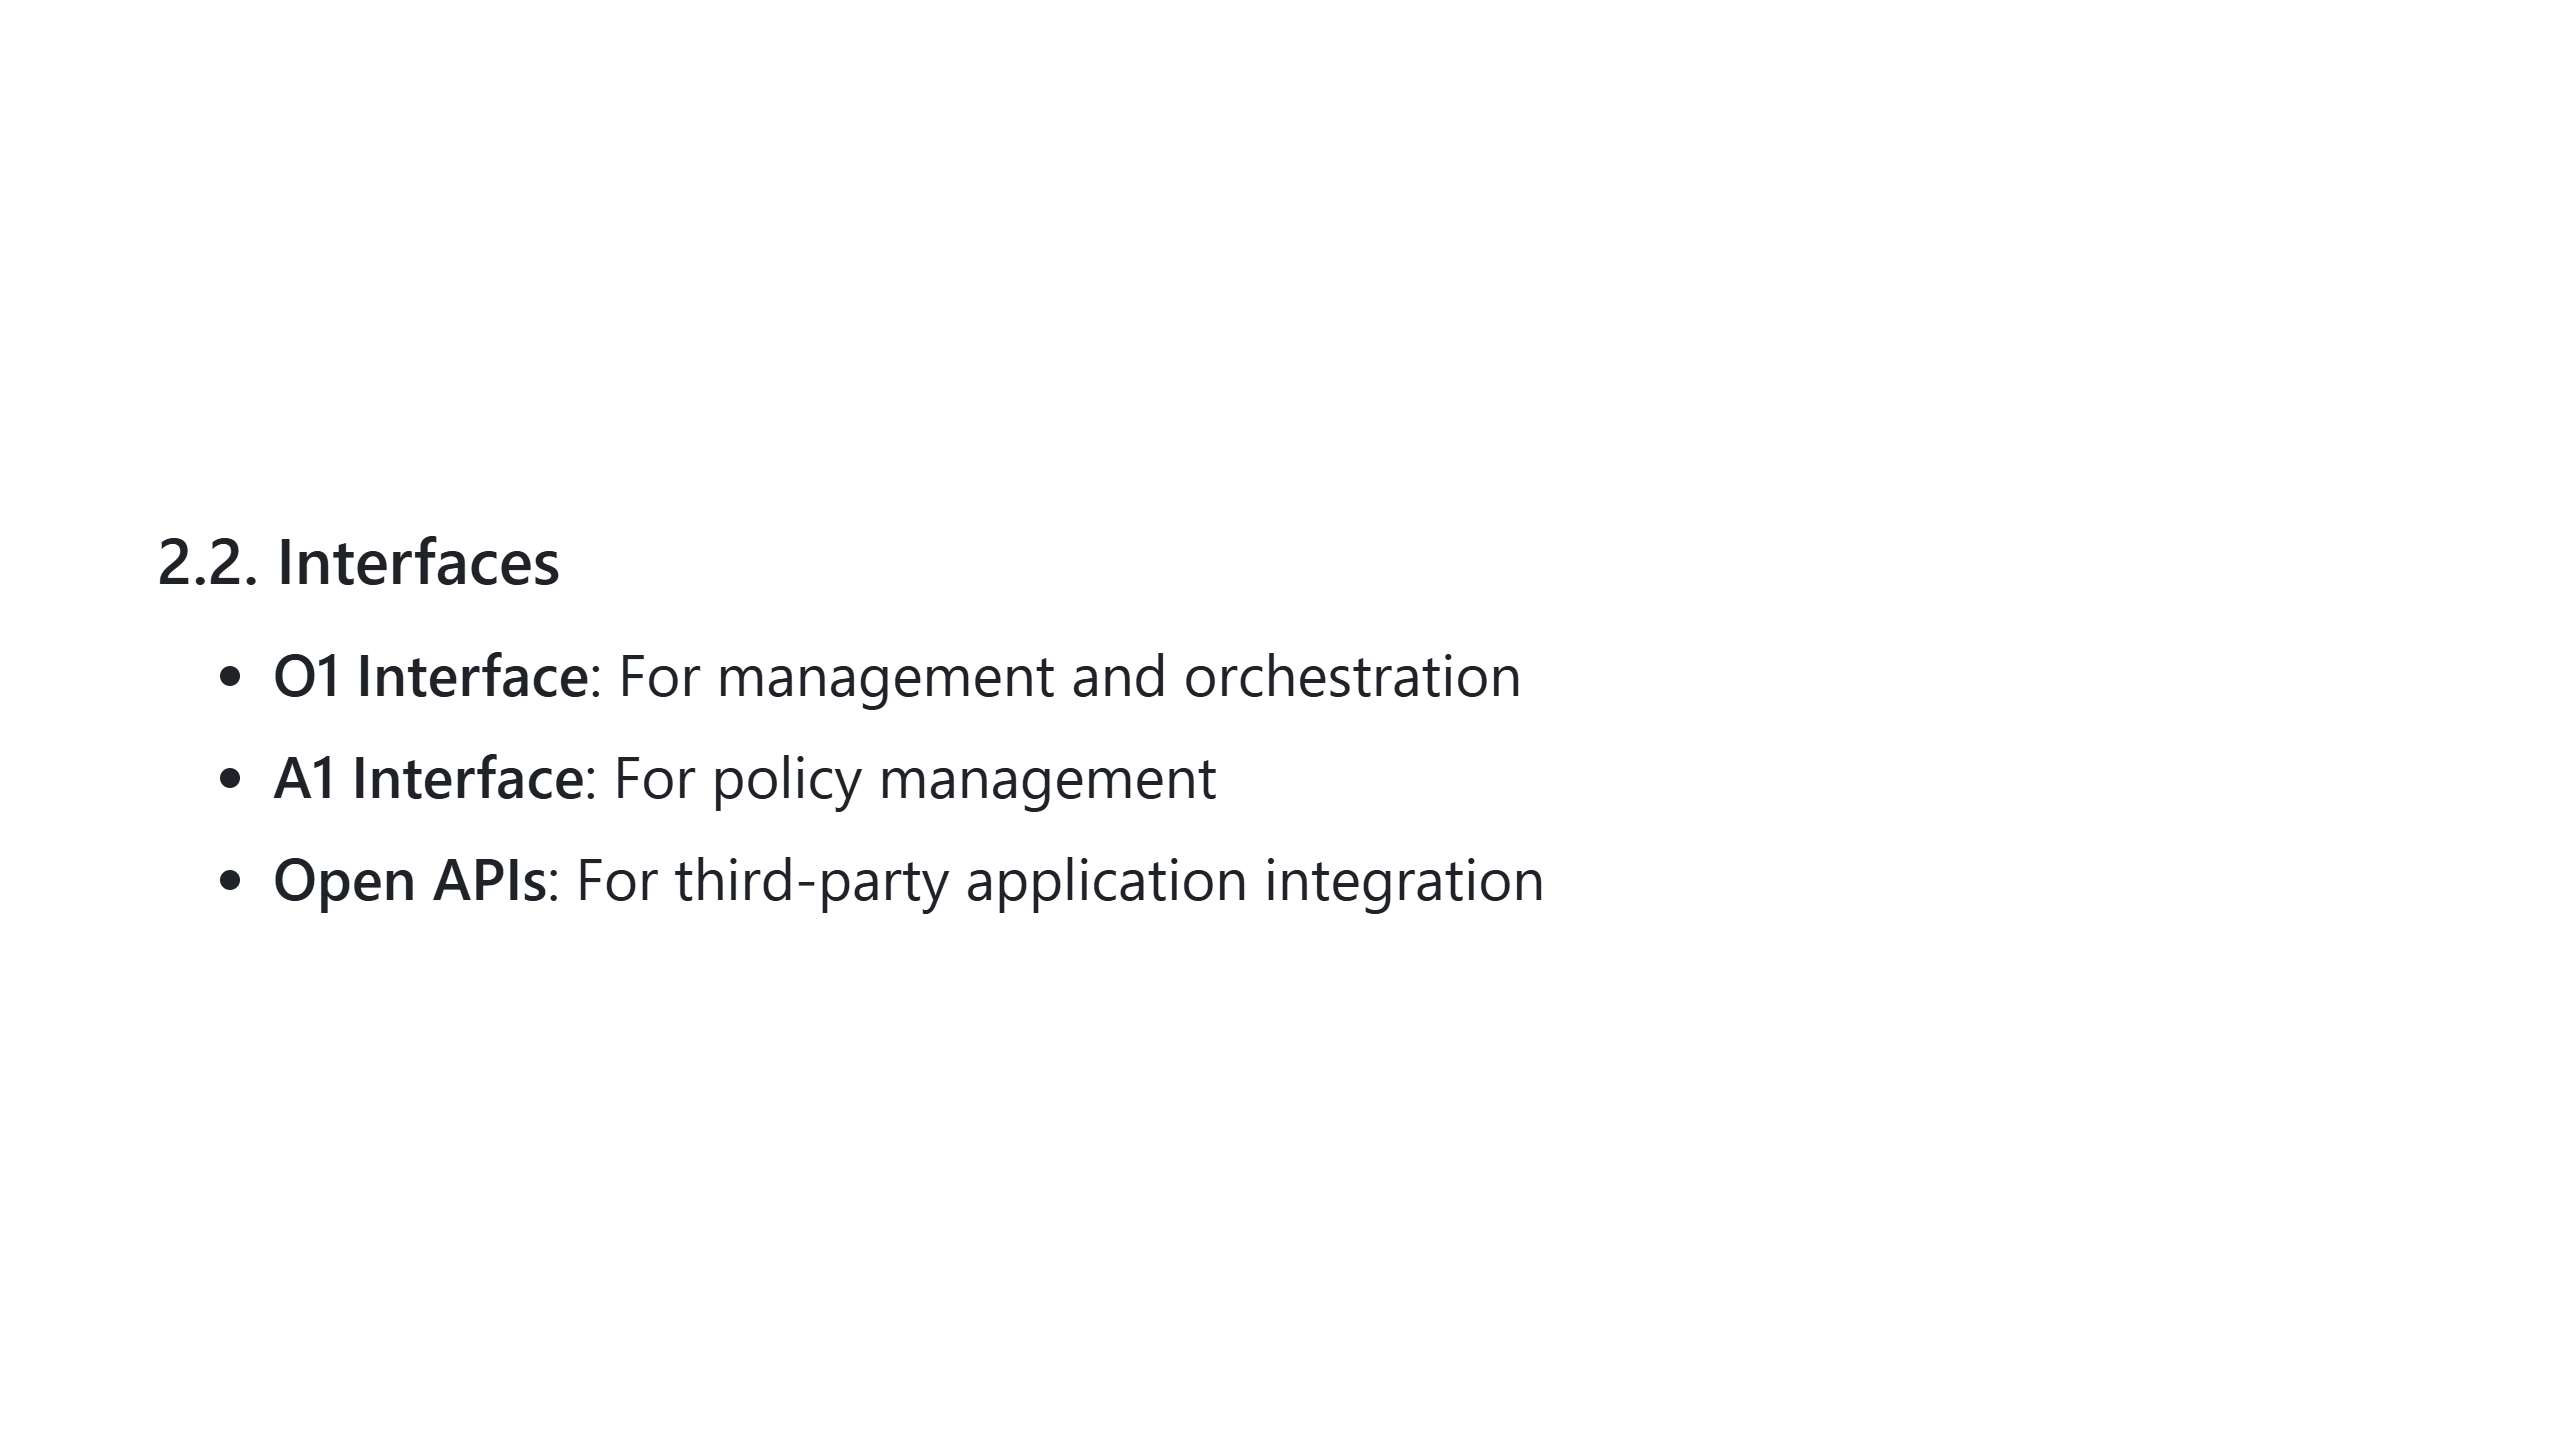 2.2. Interfaces
• O1 Interface: For management and orchestration
• A1 Interface: For policy management
• Open APIs: For third-party application integration